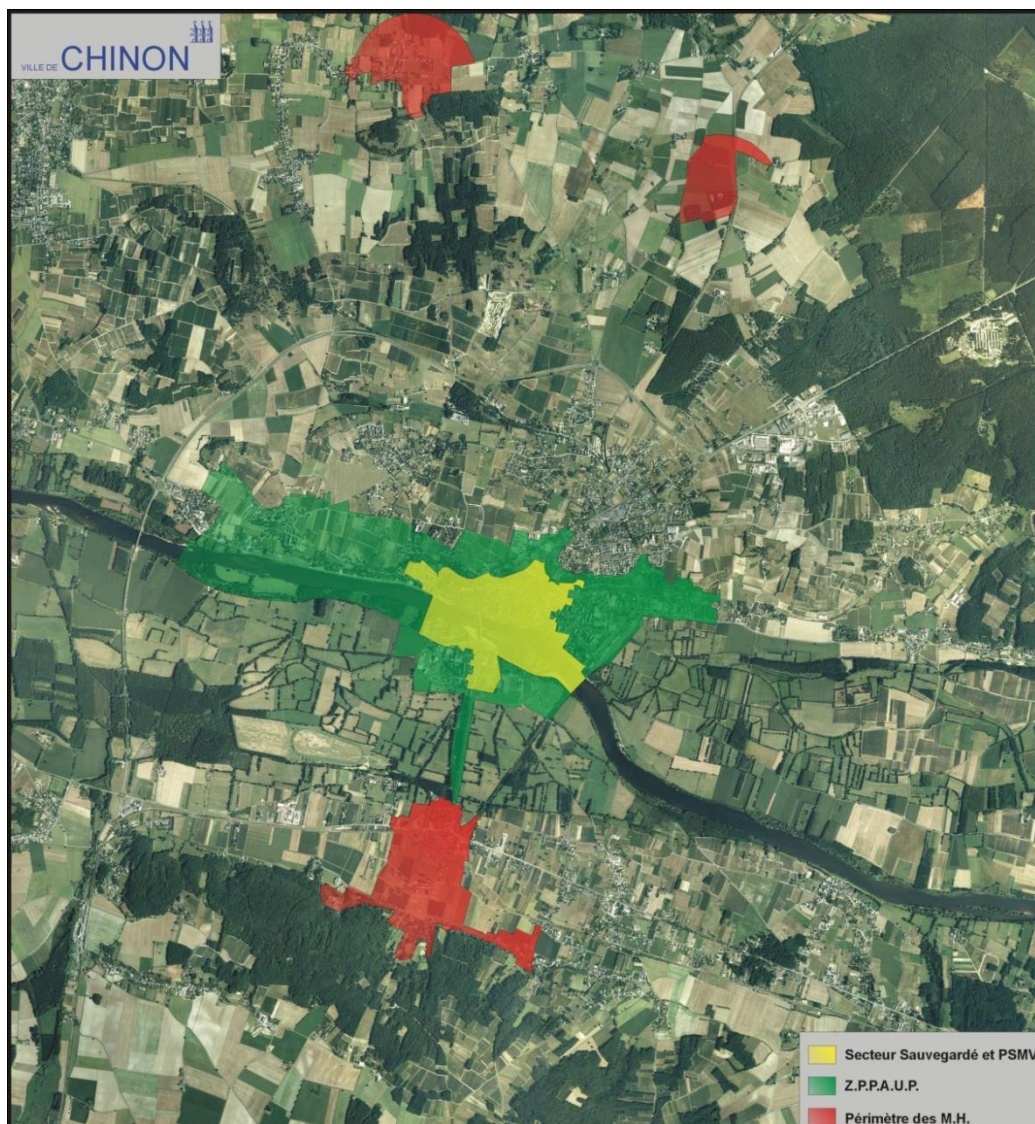 VILLE DE CHINON
Secteur Sauvegardé et PSMV
Z.P.P.A.U.P.
Périmètre des M.H.